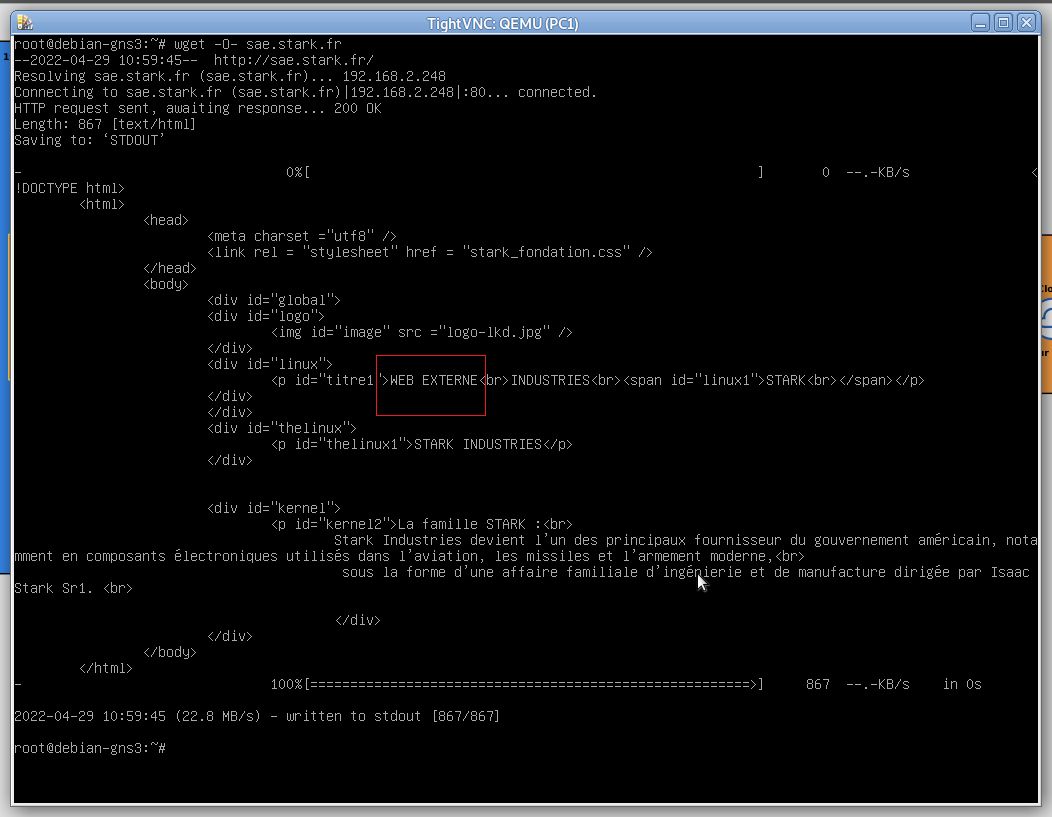 TightVNC: QEMU (PC1)
root@debian-gns3:~# wget -O- sae.stark.fr
--2022-04-29 10:59:45--  http://sae.stark.fr/
Resolving sae.stark.fr (sae.stark.fr)... 192.168.2.248
Connecting to sae.stark.fr (sae.stark.fr)|192.168.2.248|:80... connected.
HTTP request sent, awaiting response... 200 OK
Length: 867 [text/html]
Saving to: ‘STDOUT’
-                                 0%[                                                        ]       0  --.-KB/s               <
!DOCTYPE html>
<html>
<head>
<meta charset ="utf8" />
<link rel = "stylesheet" href = "stark_fondation.css" />
</head>
<body>
<div id="global">
<div id="logo">
<img id="image" src ="logo-lkd.jpg" />
</div>
<div id="linux">
<p id="titre1">WEB EXTERNE<br>INDUSTRIES<br><span id="linux1">STARK<br></span></p>
</div>
</div>
<div id="thelinux">
<p id="thelinux1">STARK INDUSTRIES</p>
</div>
<div id="kernel">
<p id="kernel2">La famille STARK :<br>
Stark Industries devient l’un des principaux fournisseur du gouvernement américain, nota
mment en composants électroniques utilisés dans l’aviation, les missiles et l’armement moderne,<br>
sous la forme d’une affaire familiale d’ingénierie et de manufacture dirigée par Isaac
Stark Sr1. <br>
</div>
</div>
</body>
</html>
-                               100%[=======================================================>]     867  --.-KB/s    in 0s
2022-04-29 10:59:45 (22.8 MB/s) - written to stdout [867/867]
root@debian-gns3:~#